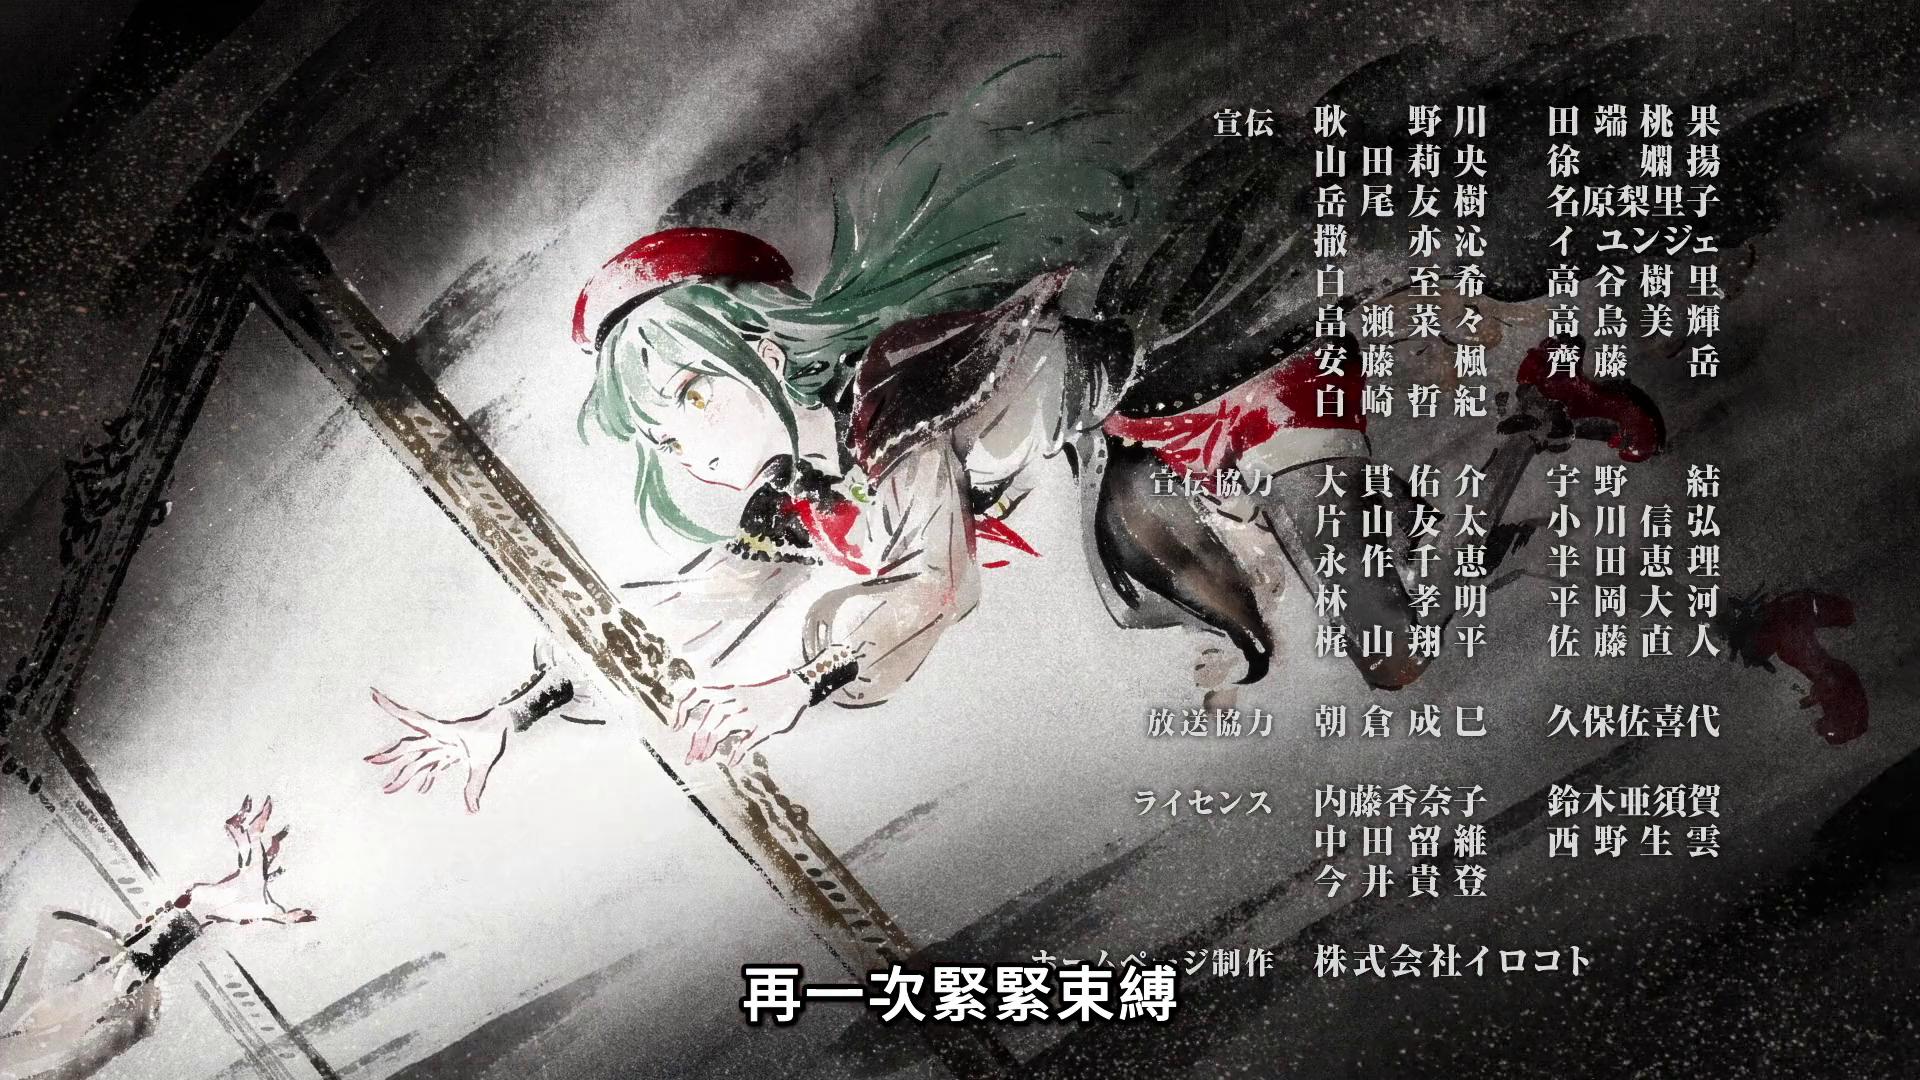 宣伝 耿野川 田端桃果
山田莉央 徐嫻揚
岳尾友樹 名原梨里子
撒亦沁 イ ユンジェ
白至希 高谷樹里
畠瀬菜々 高鳥美輝
安藤楓 齊藤岳
白崎哲紀
宣伝協力 大貫佑介 宇野結
片山友太 小川信弘
永作千恵 半田恵理
林孝明 平岡大河
梶山翔平 佐藤直人
放送協力 朝倉成巳 久保佐喜代
ライセンス 内藤香奈子 鈴木亜須賀
中田留維 西野生雲
今井貴登
ホームページ制作 株式会社イロコト
再一次緊緊束縛